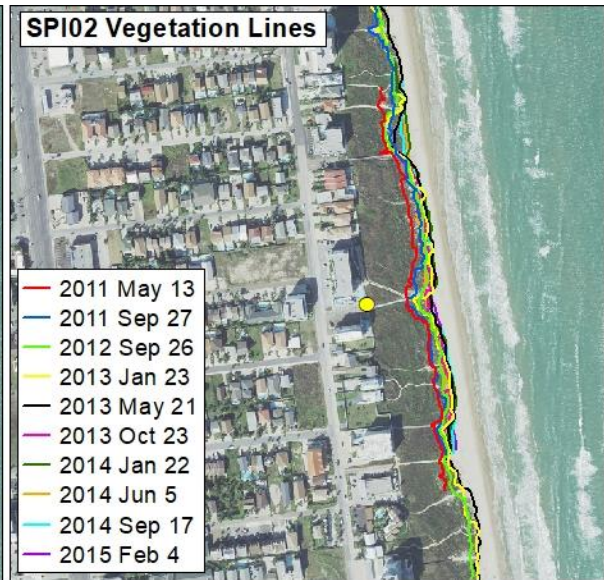 SPI02 Vegetation Lines
2011 May 13
2011 Sep 27
2012 Sep 26
2013 Jan 23
2013 May 21
2013 Oct 23
2014 Jan 22
2014 Jun 5
2014 Sep 17
2015 Feb 4